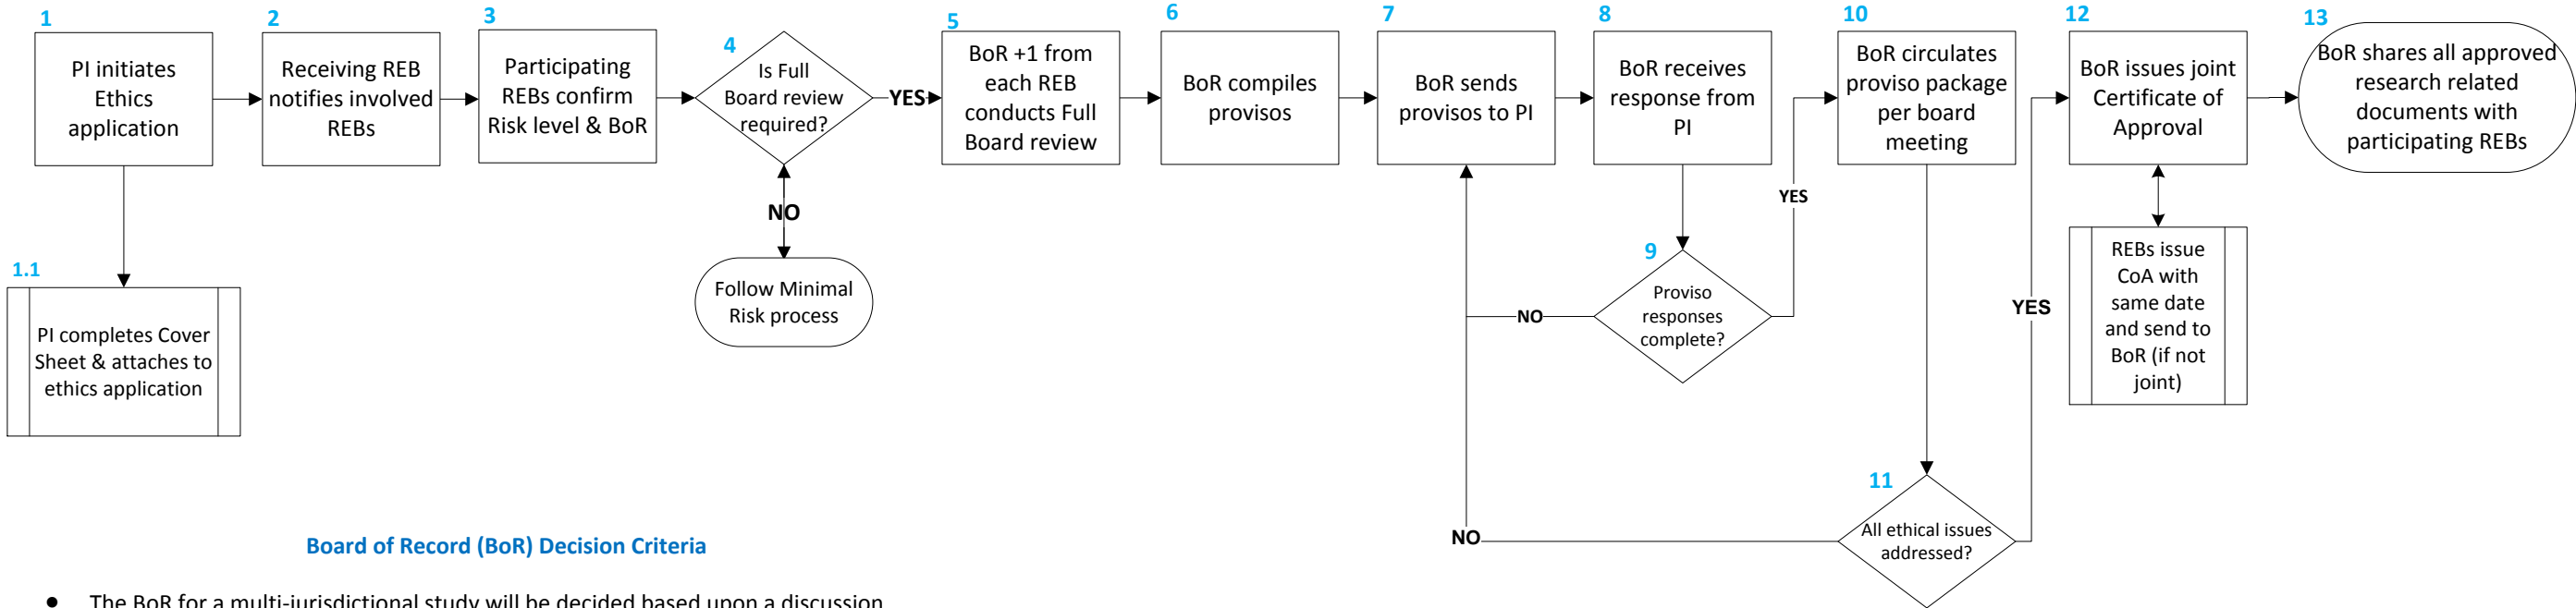 1
PI initiates
Ethics
application
1.1
PI completes Cover
Sheet & attaches to
ethics application
2
Receiving REB
notifies involved
REBs
3
Participating
REBs confirm
Risk level & BoR
4
Is Full
Board review
required?
YES
NO
Follow Minimal
Risk process
5
BoR +1 from
each REB
conducts Full
Board review
6
BoR compiles
provisos
7
BoR sends
provisos to PI
8
BoR receives
response from
PI
9
Proviso
responses
complete?
NO
YES
10
BoR circulates
proviso package
per board
meeting
11
All ethical issues
addressed?
NO
YES
12
BoR issues joint
Certificate of
Approval
REBs issue
CoA with
same date
and send to
BoR (if not
joint)
13
BoR shares all approved
research related
documents with
participating REBs
Board of Record (BoR) Decision Criteria
• The BoR for a multi-jurisdictional study will be decided based upon a discussion